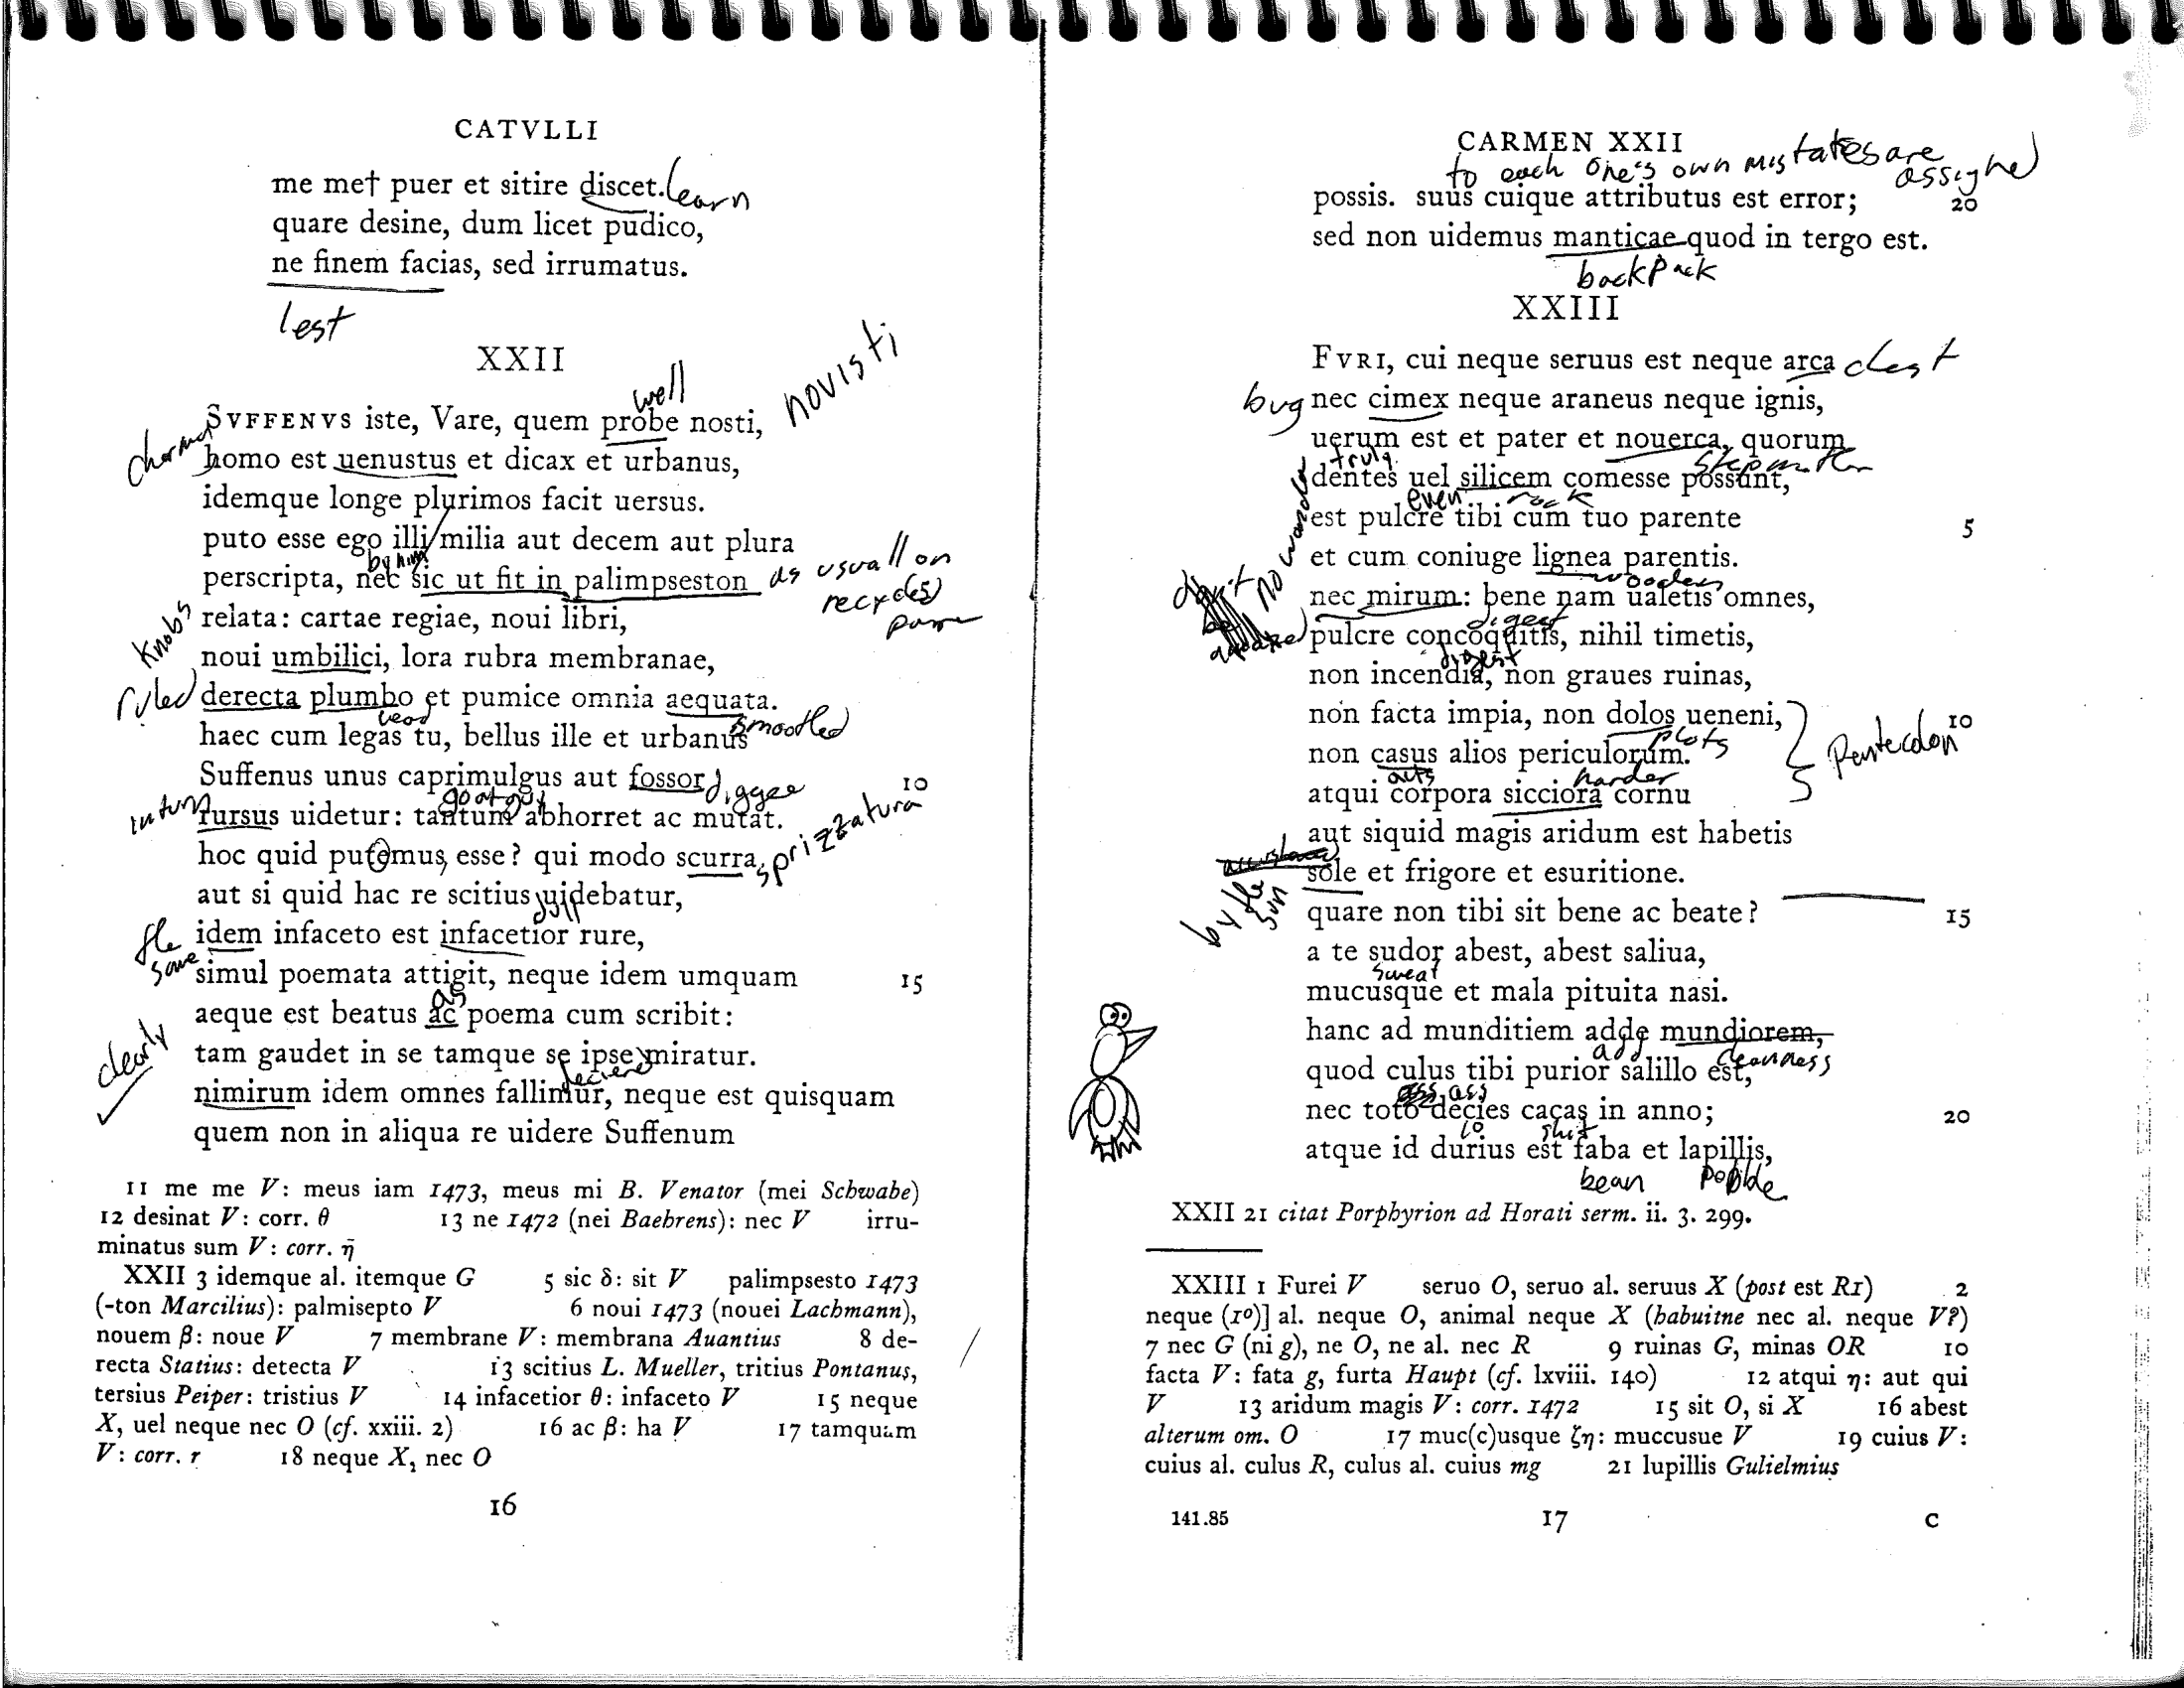 CATVLLI
me me† puer et sitire discet. learn
quare desine, dum licet pudico,
ne finem facias, sed irrumatus.
lest
XXII
well
novisti
SVFFENVS iste, Vare, quem probe nosti,
homo est uenustus et dicax et urbanus,
idemque longe plurimos facit uersus.
puto esse ego illi/milia aut decem aut plura
by him
perscripta, nec sic ut fit in palimpseston as usual on
recycled
relata: cartae regiae, noui libri,
knobs
noui umbilici, lora rubra membranae,
ruled derecta plumbo et pumice omnia aequata.
lead smoothed
haec cum legas tu, bellus ille et urbanus
Suffenus unus caprimulgus aut fossor digger 10
goat guy
in turn rursus uidetur: tantum abhorret ac mutat.
hoc quid putemus esse? qui modo scurra, sprizzatura
aut si quid hac re scitius uidebatur,
dull
the same idem infaceto est infacetior rure,
simul poemata attigit, neque idem umquam 15
as
aeque est beatus ac poema cum scribit:
clearly
tam gaudet in se tamque se ipse miratur.
nimirum idem omnes fallimur, neque est quisquam
quem non in aliqua re uidere Suffenum
11 me me V: meus iam 1473, meus mi B. Venator (mei Schwabe)
12 desinat V: corr. θ 13 ne 1472 (nei Baehrens): nec V irru-
minatus sum V: corr. η̄
XXII 3 idemque al. itemque G 5 sic δ: sit V palimpsesto 1473
(-ton Marcilius): palmisepto V 6 noui 1473 (nouei Lachmann),
nouem β: noue V 7 membrane V: membrana Auantius 8 de-
recta Statius: detecta V 13 scitius L. Mueller, tritius Pontanus,
tersius Peiper: tristius V 14 infacetior θ: infaceto V 15 neque
X, uel neque nec O (cf. xxiii. 2) 16 ac β: ha V 17 tamquam
V: corr. r 18 neque X, nec O
16
CARMEN XXII
to each one's own mistakes are assigned
possis. suus cuique attributus est error; 20
sed non uidemus manticae quod in tergo est.
backpack
XXIII
FVRI, cui neque seruus est neque arca chest
bug nec cimex neque araneus neque ignis,
uerum est et pater et nouerca, quorum
truly stepmother
dentes uel silicem comesse possunt,
even rock
est pulcre tibi cum tuo parente 5
et cum coniuge lignea parentis.
wooden
no wonder
nec mirum: bene nam ualetis omnes,
digest
pulcre concoquitis, nihil timetis,
digest
non incendia, non graues ruinas,
non facta impia, non dolos ueneni, 10
plots
non casus alios periculorum.
harder
atqui corpora sicciora cornu
aut siquid magis aridum est habetis
sole et frigore et esuritione.
by the sun
quare non tibi sit bene ac beate? 15
a te sudor abest, abest saliua,
sweat
mucusque et mala pituita nasi.
hanc ad munditiem adde mundiorem,
add cleanness
quod culus tibi purior salillo est,
ass
nec toto decies cacas in anno; 20
10 shit
atque id durius est faba et lapillis,
bean pebble
XXII 21 citat Porphyrion ad Horati serm. ii. 3. 299.
XXIII 1 Furei V seruo O, seruo al. seruus X (post est R1) 2
neque (1º)] al. neque O, animal neque X (habuitne nec al. neque V?)
7 nec G (ni g), ne O, ne al. nec R 9 ruinas G, minas OR 10
facta V: fata g, furta Haupt (cf. lxviii. 140) 12 atqui η: aut qui
V 13 aridum magis V: corr. 1472 15 sit O, si X 16 abest
alterum om. O 17 muc(c)usque ζη: muccusue V 19 cuius V:
cuius al. culus R, culus al. cuius mg 21 lupillis Gulielmius
141.85 17 C